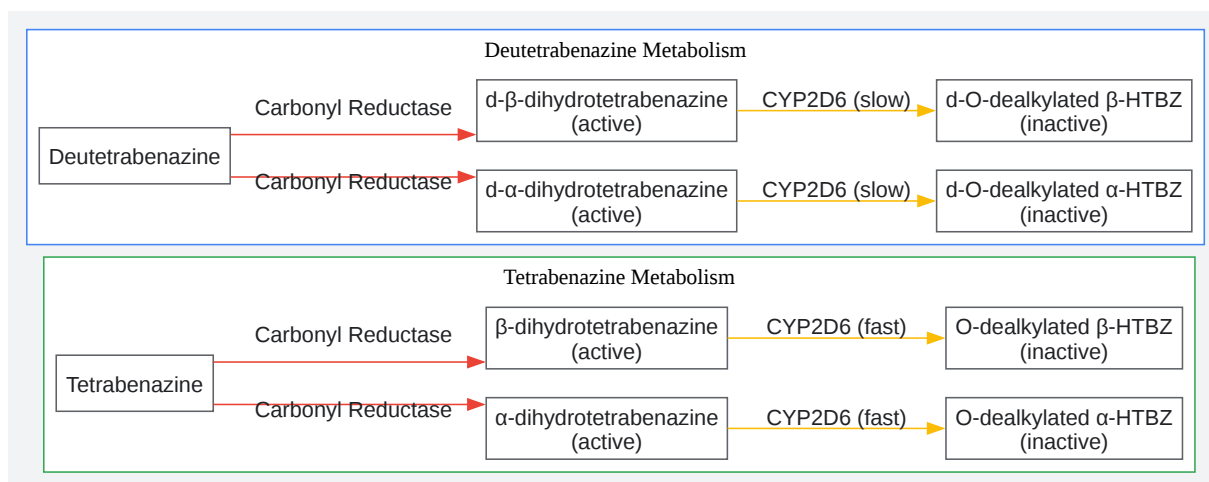 Deutetrabenazine Metabolism
Carbonyl Reductase
d-β-dihydrotetrabenazine
(active)
CYP2D6 (slow)
d-O-dealkylated β-HTBZ
(inactive)
Deutetrabenazine
Carbonyl Reductase
d-α-dihydrotetrabenazine
(active)
CYP2D6 (slow)
d-O-dealkylated α-HTBZ
(inactive)
Tetrabenazine Metabolism
Carbonyl Reductase
β-dihydrotetrabenazine
(active)
CYP2D6 (fast)
O-dealkylated β-HTBZ
(inactive)
Tetrabenazine
Carbonyl Reductase
α-dihydrotetrabenazine
(active)
CYP2D6 (fast)
O-dealkylated α-HTBZ
(inactive)